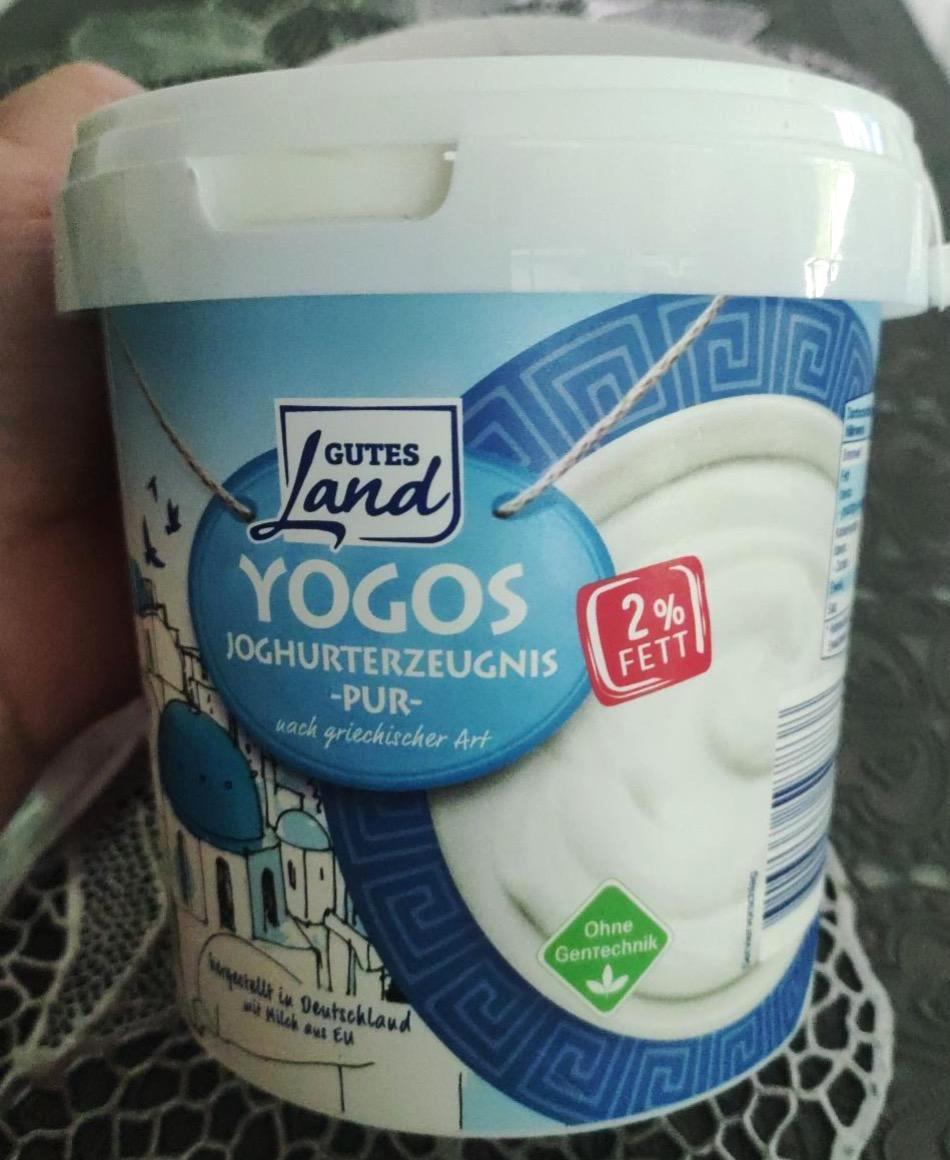 GUTES
Land
YOGOS
JOGHURTERZEUGNIS
-PUR-
nach griechischer Art
2%
FETT
Ohne
GenTechnik
hergestellt in Deutschland
mit Milch aus EU